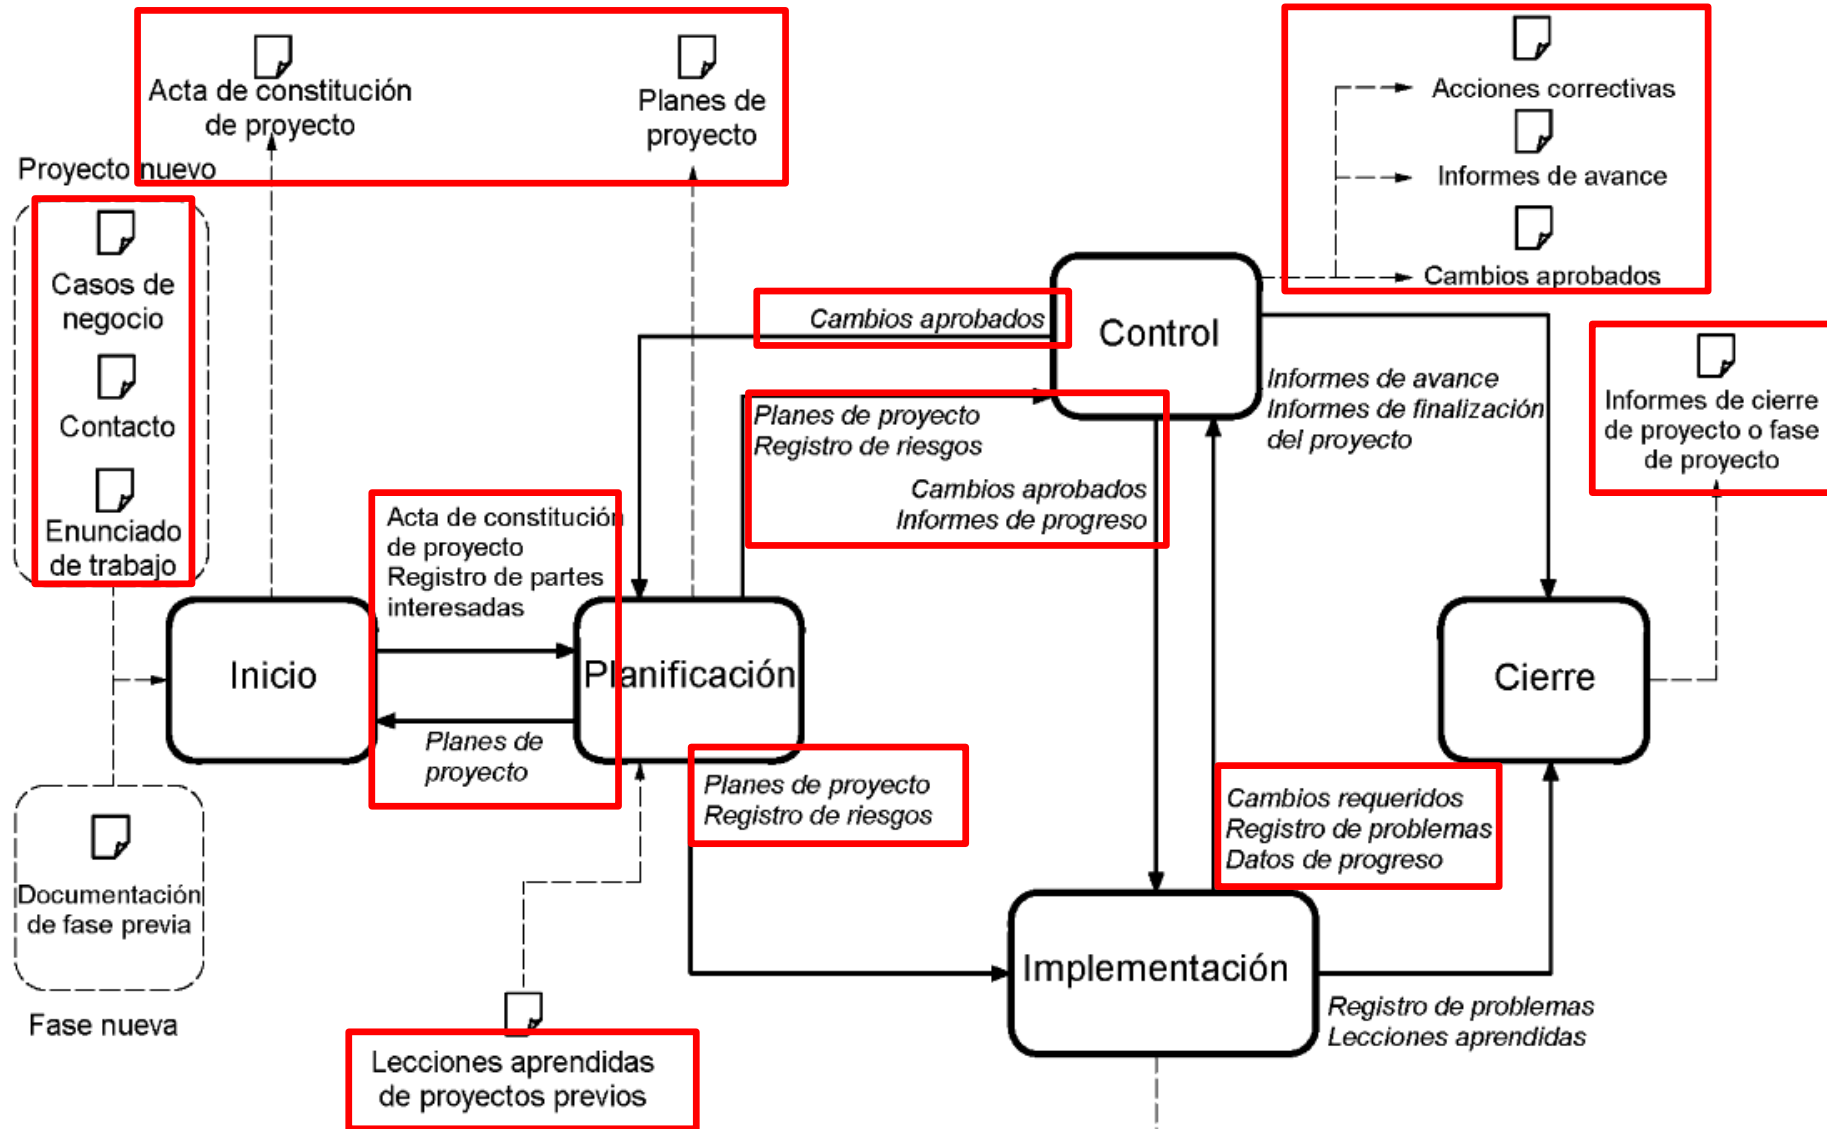 Acta de constitución
de proyecto
Planes de
proyecto
Acciones correctivas
Informes de avance
Cambios aprobados
Proyecto nuevo
Casos de
negocio
Contacto
Enunciado
de trabajo
Cambios aprobados
Control
Planes de proyecto
Registro de riesgos
Cambios aprobados
Informes de progreso
Informes de avance
Informes de finalización
del proyecto
Informes de cierre
de proyecto o fase
de proyecto
Acta de constitución
de proyecto
Registro de partes
interesadas
Inicio
Planificación
Cierre
Planes de
proyecto
Planes de proyecto
Registro de riesgos
Cambios requeridos
Registro de problemas
Datos de progreso
Documentación
de fase previa
Fase nueva
Implementación
Registro de problemas
Lecciones aprendidas
Lecciones aprendidas
de proyectos previos